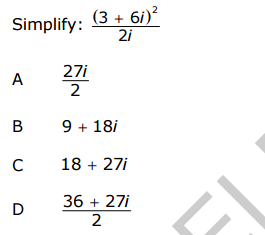 Simplify: (3 + 6i)² / 2i
A 27i / 2
B 9 + 18i
C 18 + 27i
D 36 + 27i / 2